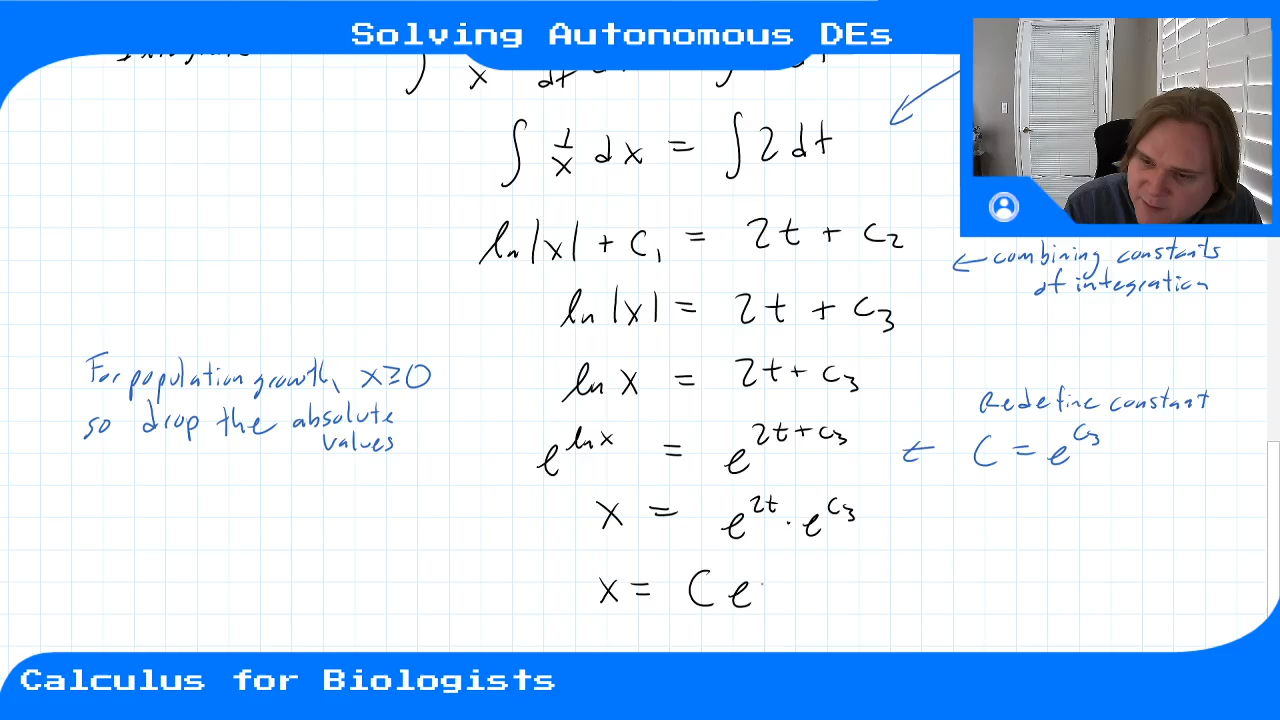 Solving Autonomous DEs
∫ 1/x dx = ∫ 2 dt
ln|x| + C₁ = 2t + C₂
← combining constants
of integration
ln|x| = 2t + C₃
For population growth, x ≥ 0
so drop the absolute
values
ln x = 2t + C₃
Redefine constant
e^{ln x} = e^{2t + C₃} ← C = e^{C₃}
x = e^{2t} · e^{C₃}
x = C e
Calculus for Biologists